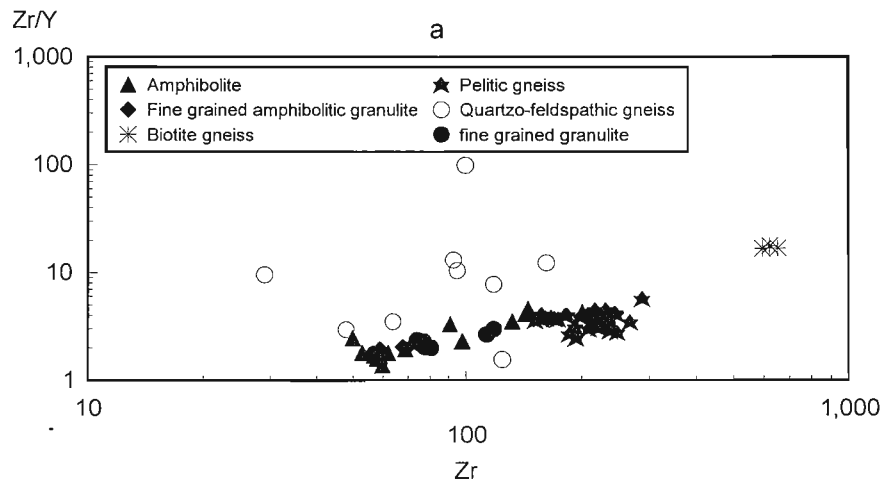 Zr/Y
a
1,000
Amphibolite
Pelitic gneiss
Fine grained amphibolitic granulite
Quartzo-feldspathic gneiss
Biotite gneiss
fine grained granulite
100
10
1
10
100
1,000
Zr